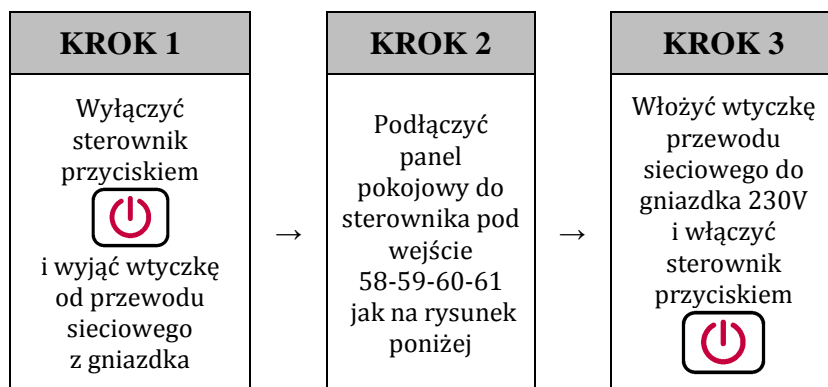 KROK 1
Wyłączyć
sterownik
przyciskiem
i wyjąć wtyczkę
od przewodu
sieciowego
z gniazdka
→
KROK 2
Podłączyć
panel
pokojowy do
sterownika pod
wejście
58-59-60-61
jak na rysunek
poniżej
→
KROK 3
Włożyć wtyczkę
przewodu
sieciowego do
gniazdka 230V
i włączyć
sterownik
przyciskiem